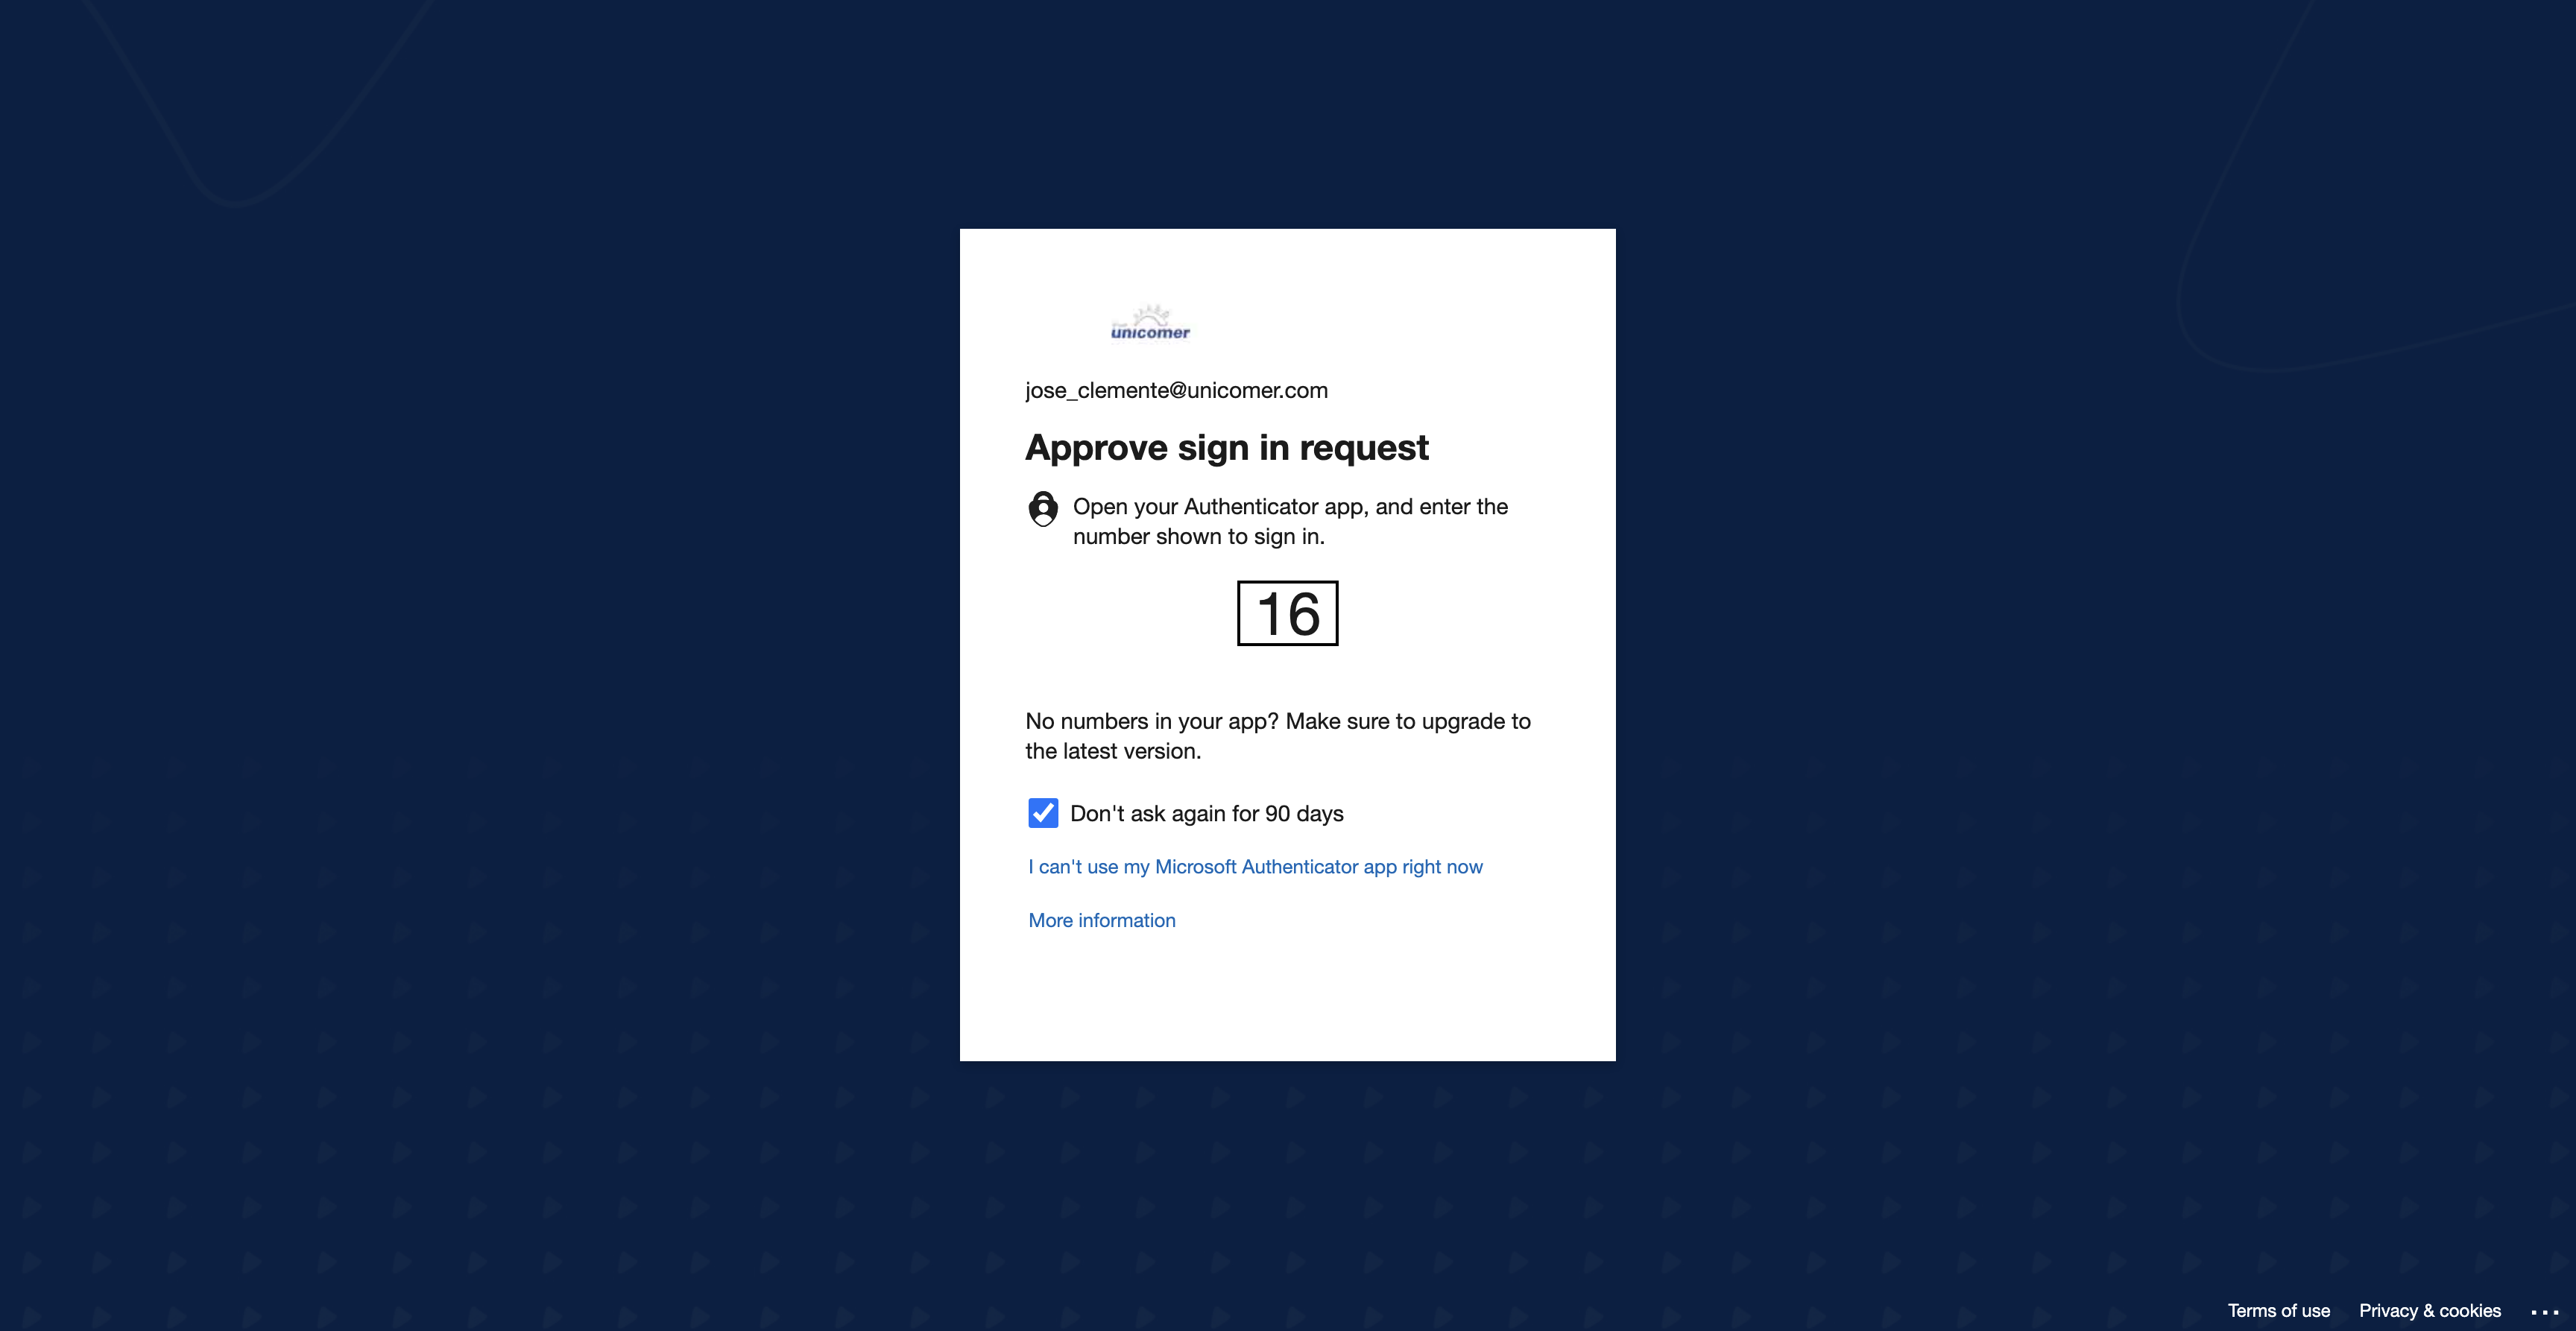 unicomer
jose_clemente@unicomer.com
Approve sign in request
Open your Authenticator app, and enter the
number shown to sign in.
16
No numbers in your app? Make sure to upgrade to
the latest version.
Don't ask again for 90 days
I can't use my Microsoft Authenticator app right now
More information
Terms of use Privacy & cookies ...